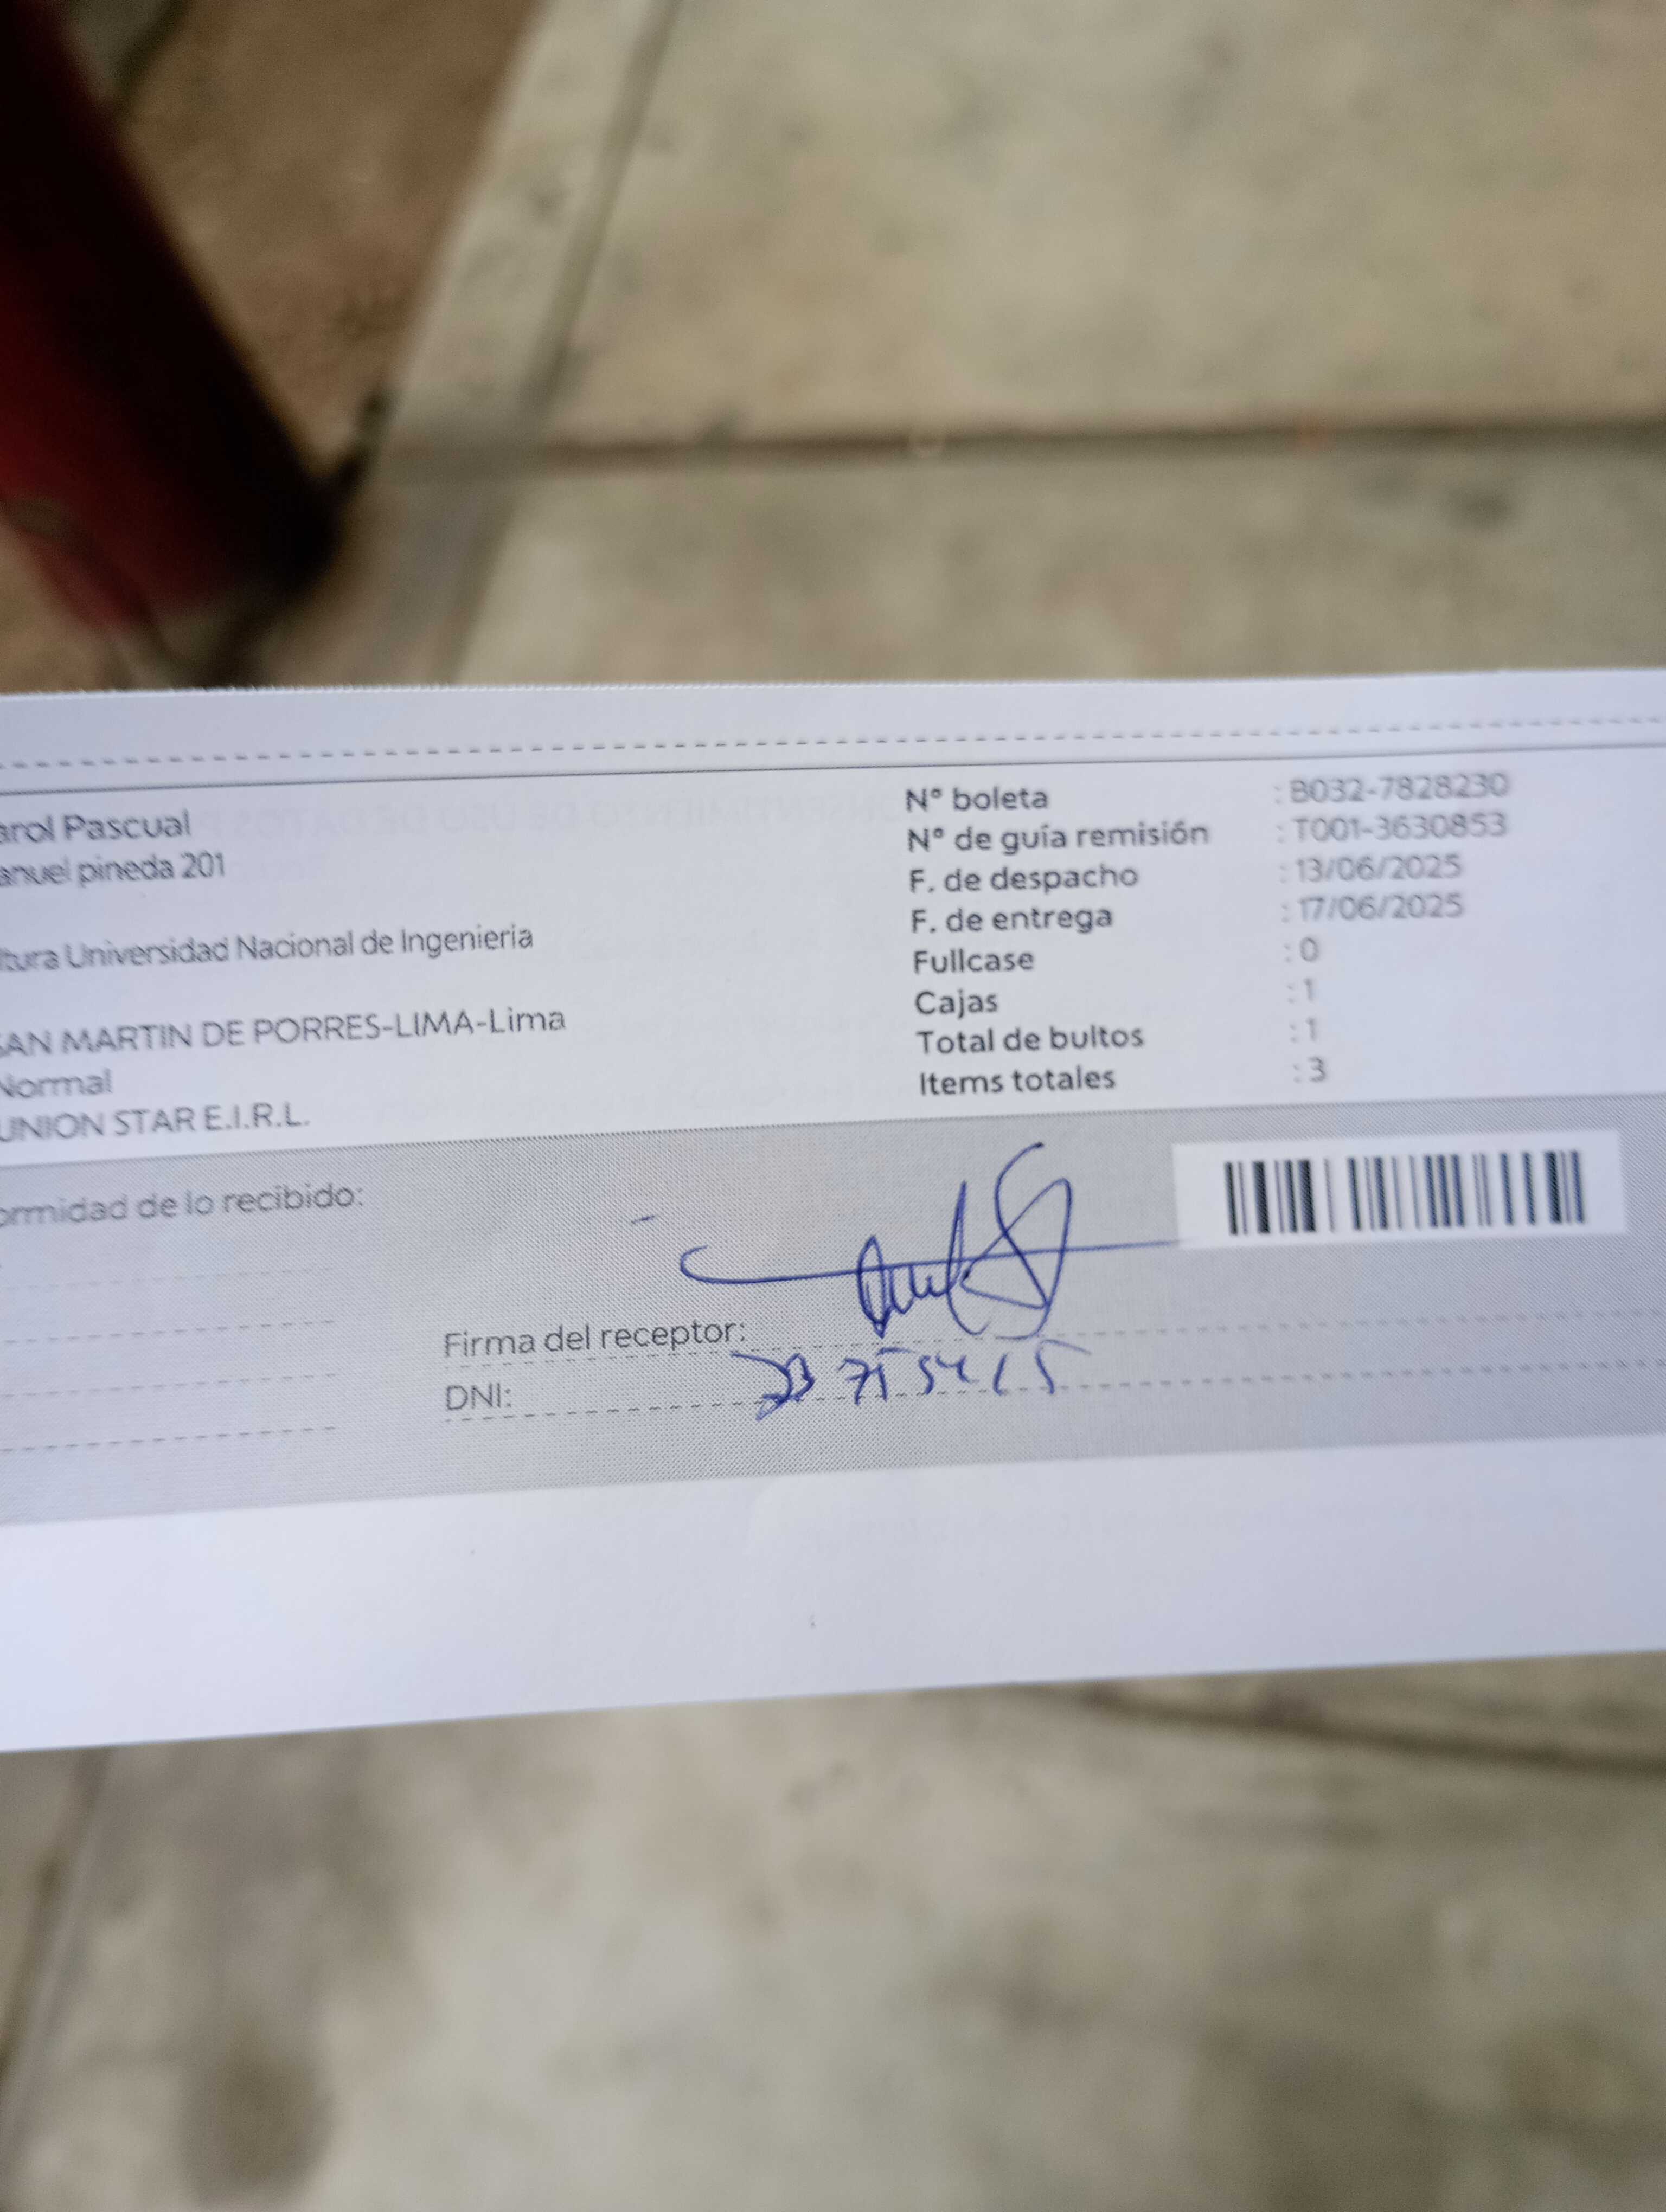 arol Pascual
anuel pineda 201
ltura Universidad Nacional de Ingenieria
SAN MARTIN DE PORRES-LIMA-Lima
Normal
UNION STAR E.I.R.L.
N° boleta : B032-7828230
N° de guía remisión : T001-3630853
F. de despacho : 13/06/2025
F. de entrega : 17/06/2025
Fullcase : 0
Cajas : 1
Total de bultos : 1
Items totales : 3
ormidad de lo recibido:
Firma del receptor:
DNI: